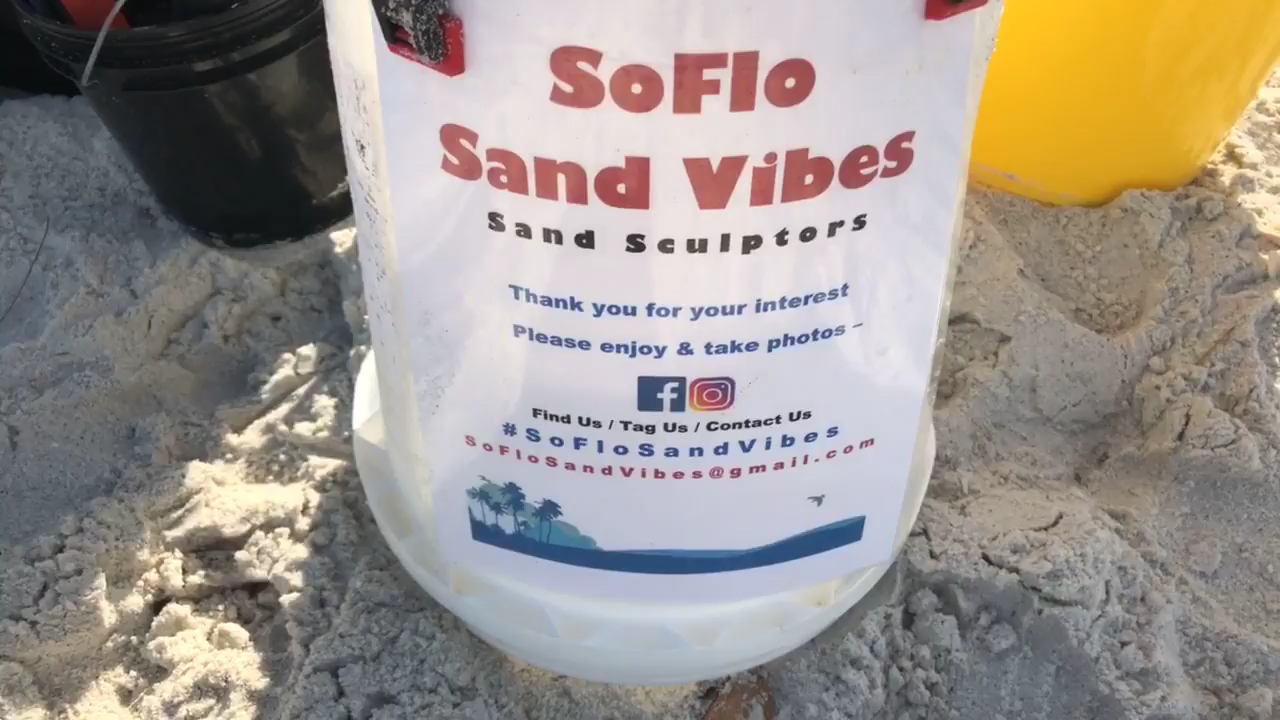 SoFlo
Sand Vibes
Sand Sculptors
Thank you for your interest
Please enjoy & take photos –
Find Us / Tag Us / Contact Us
#SoFloSandVibes
SoFloSandVibes@gmail.com